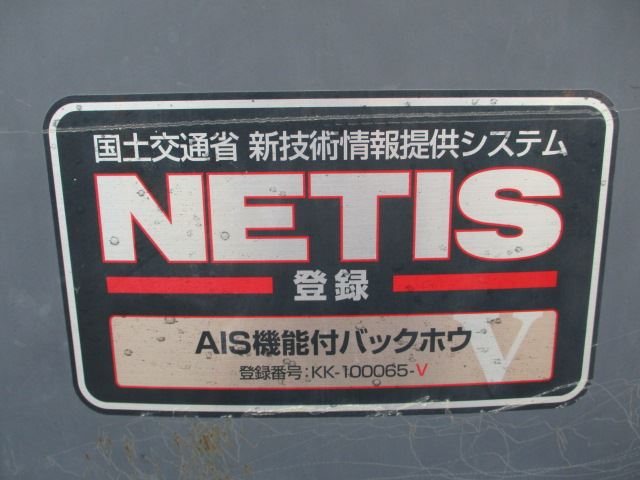 国土交通省 新技術情報提供システム
NETIS
登録
AIS機能付バックホウ
登録番号:KK-100065-V
V